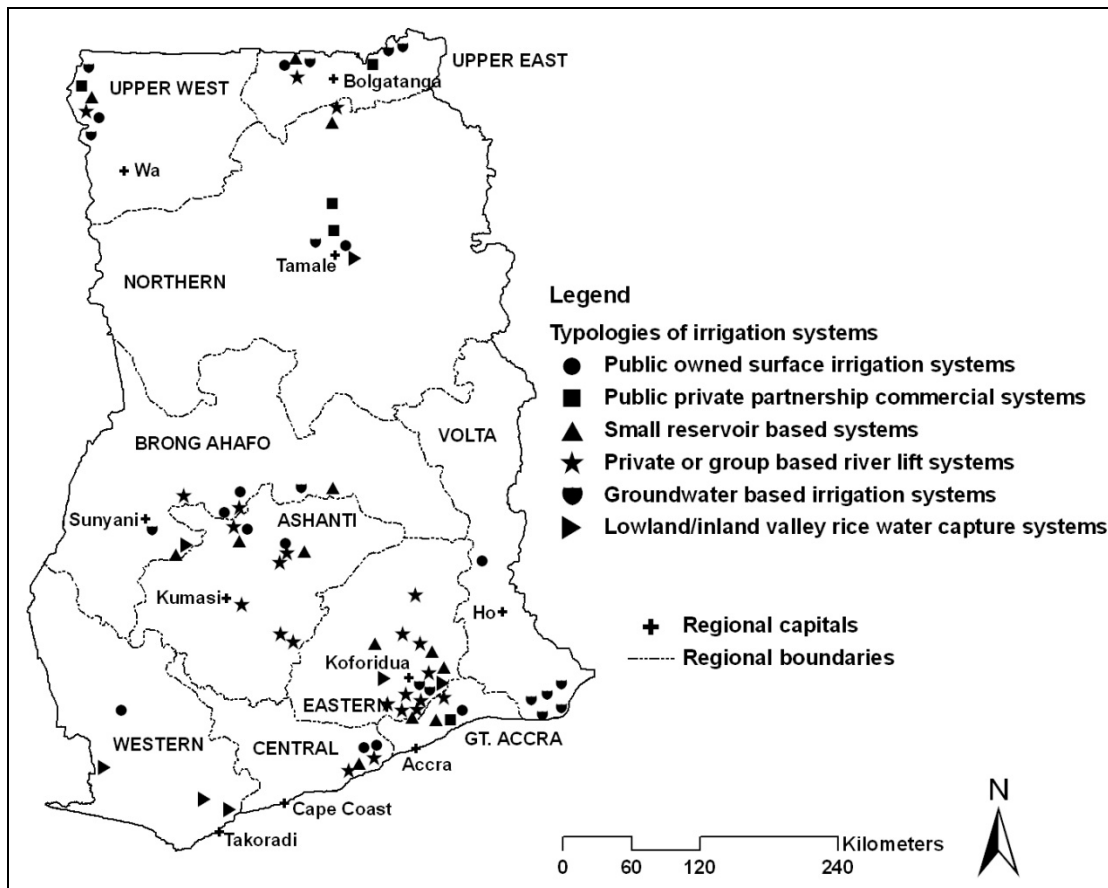 UPPER EAST
UPPER WEST
Bolgatanga
Wa
Tamale
NORTHERN
Legend
Typologies of irrigation systems
Public owned surface irrigation systems
Public private partnership commercial systems
Small reservoir based systems
Private or group based river lift systems
Groundwater based irrigation systems
Lowland/inland valley rice water capture systems
Regional capitals
Regional boundaries
BRONG AHAFO
VOLTA
Sunyani
ASHANTI
Kumasi
Ho
Koforidua
EASTERN
WESTERN
CENTRAL
GT. ACCRA
Accra
Cape Coast
Takoradi
N
Kilometers
0 60 120 240